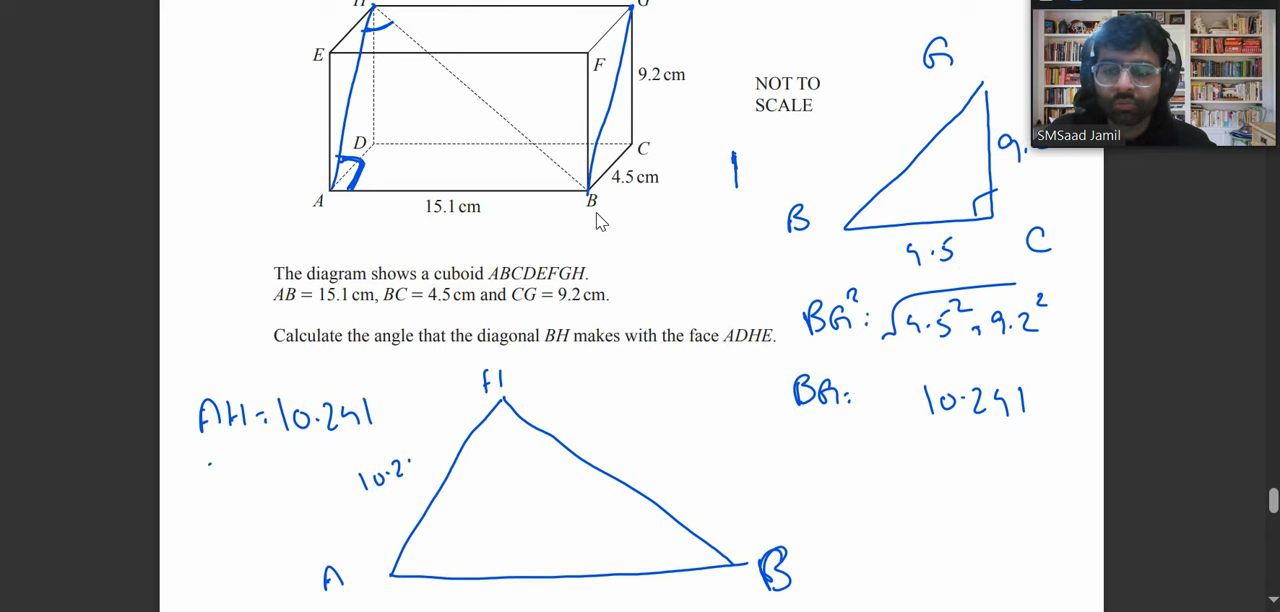 E
F
9.2 cm
D
C
4.5 cm
A
15.1 cm
B
NOT TO
SCALE
G
9.
B
4.5
C
SMSaad Jamil
The diagram shows a cuboid ABCDEFGH.
AB = 15.1 cm, BC = 4.5 cm and CG = 9.2 cm.
Calculate the angle that the diagonal BH makes with the face ADHE.
BG²: √4.5² + 9.2²
BG: 10.241
AH = 10.241
H
10.2
A
B